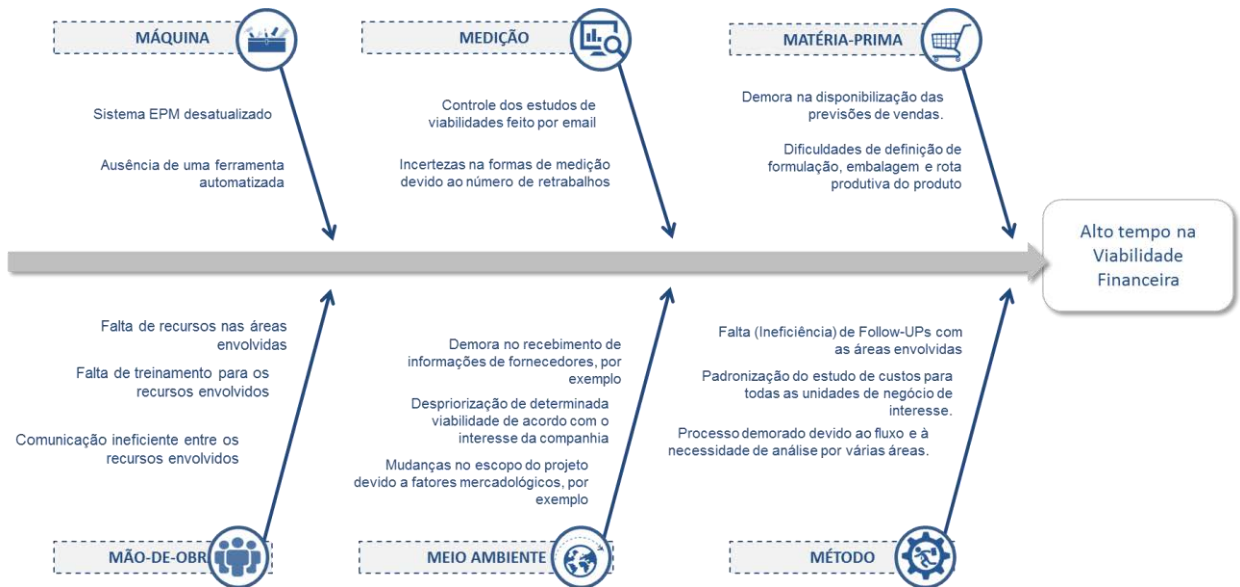 MÁQUINA
MEDIÇÃO
MATÉRIA-PRIMA
Sistema EPM desatualizado
Ausência de uma ferramenta
automatizada
Controle dos estudos de
viabilidades feito por email
Incertezas na formas de medição
devido ao número de retrabalhos
Demora na disponibilização das
previsões de vendas.
Dificuldades de definição de
formulação, embalagem e rota
produtiva do produto
Alto tempo na
Viabilidade
Financeira
Falta de recursos nas áreas
envolvidas
Falta de treinamento para os
recursos envolvidos
Comunicação ineficiente entre os
recursos envolvidos
Demora no recebimento de
informações de fornecedores, por
exemplo
Despriorização de determinada
viabilidade de acordo com o
interesse da companhia
Mudanças no escopo do projeto
devido a fatores mercadológicos, por
exemplo
Falta (Ineficiência) de Follow-UPs com
as áreas envolvidas
Padronização do estudo de custos para
todas as unidades de negócio de
interesse.
Processo demorado devido ao fluxo e à
necessidade de análise por várias áreas.
MÃO-DE-OBR
MEIO AMBIENTE
MÉTODO